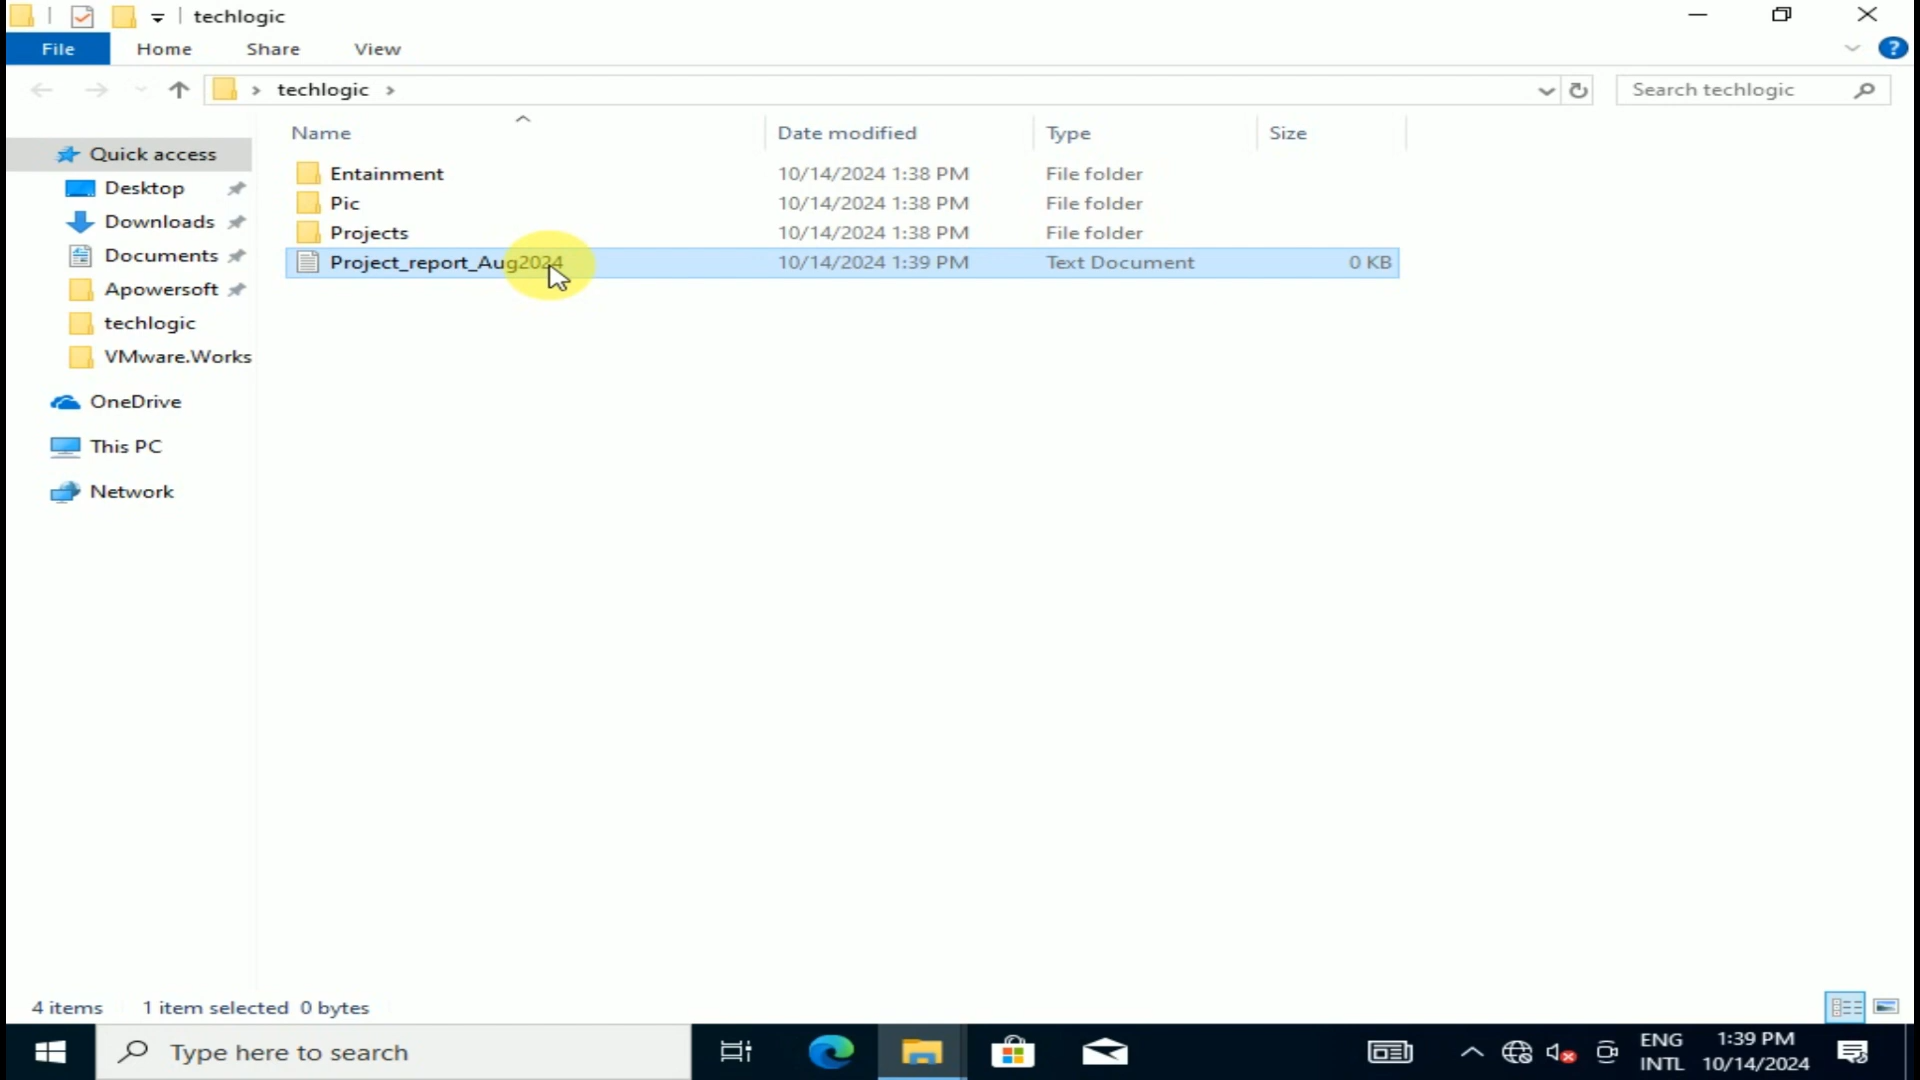 techlogic
File Home Share View
techlogic
Search techlogic
Name Date modified Type Size
Quick access
Desktop
Downloads
Documents
Apowersoft
techlogic
VMware.Works
OneDrive
This PC
Network
Entainment 10/14/2024 1:38 PM File folder
Pic 10/14/2024 1:38 PM File folder
Projects 10/14/2024 1:38 PM File folder
Project_report_Aug2024 10/14/2024 1:39 PM Text Document 0 KB
4 items 1 item selected 0 bytes
Type here to search
ENG 1:39 PM
INTL 10/14/2024